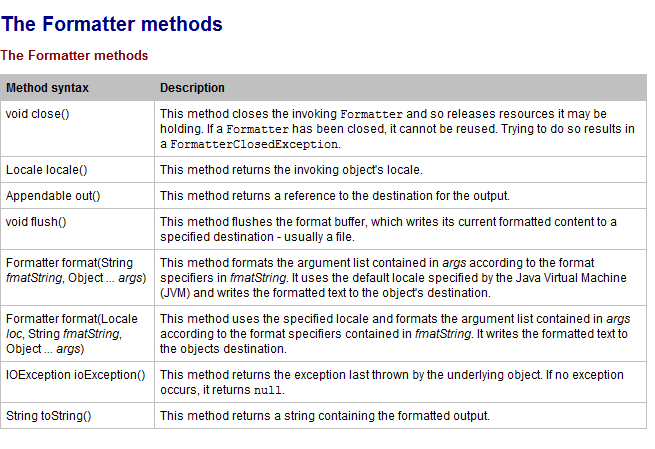 The Formatter methods
The Formatter methods
Method syntax
Description
void close()
This method closes the invoking Formatter and so releases resources it may be
holding. If a Formatter has been closed, it cannot be reused. Trying to do so results in
a FormatterClosedException.
Locale locale()
This method returns the invoking object's locale.
Appendable out()
This method returns a reference to the destination for the output.
void flush()
This method flushes the format buffer, which writes its current formatted content to a
specified destination - usually a file.
Formatter format(String
fmatString, Object ... args)
This method formats the argument list contained in args according to the format
specifiers in fmatString. It uses the default locale specified by the Java Virtual Machine
(JVM) and writes the formatted text to the object's destination.
Formatter format(Locale
loc, String fmatString,
Object ... args)
This method uses the specified locale and formats the argument list contained in args
according to the format specifiers contained in fmatString. It writes the formatted text to
the objects destination.
IOException ioException()
This method returns the exception last thrown by the underlying object. If no exception
occurs, it returns null.
String toString()
This method returns a string containing the formatted output.